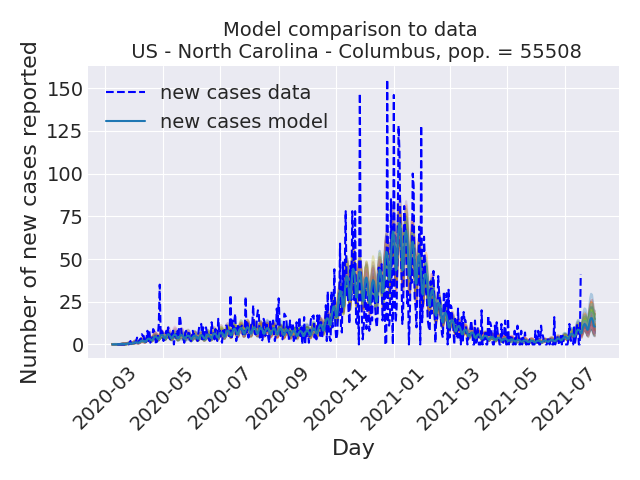 Model comparison to data
US - North Carolina - Columbus, pop. = 55508
Number of new cases reported
150
125
100
75
50
25
0
new cases data
new cases model
2020-03
2020-05
2020-07
2020-09
2020-11
2021-01
2021-03
2021-05
2021-07
Day